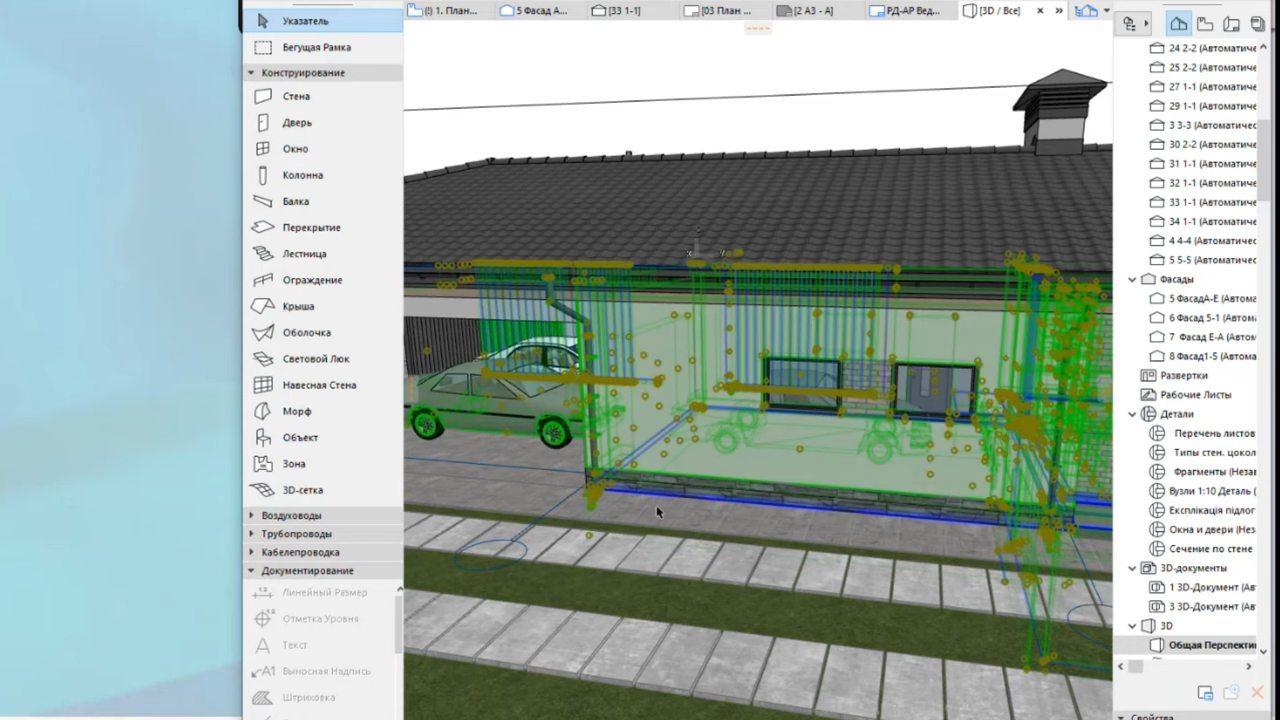 Указатель
Бегущая Рамка
Конструирование
Стена
Дверь
Окно
Колонна
Балка
Перекрытие
Лестница
Ограждение
Крыша
Оболочка
Световой Люк
Навесная Стена
Морф
Объект
Зона
3D-сетка
Воздуховоды
Трубопроводы
Кабелепроводка
Документирование
Линейный Размер
Отметка Уровня
Текст
Выносная Надпись
Штриховка
(!) 1. План...
5 Фасад А...
[33 1-1]
[03 План ...
[2 А3 - А]
РД-АР Вед...
[3D / Все]
24 2-2 (Автоматиче
25 2-2 (Автоматиче
27 1-1 (Автоматиче
29 1-1 (Автоматиче
3 3-3 (Автоматичес
30 2-2 (Автоматиче
31 1-1 (Автоматиче
32 1-1 (Автоматиче
33 1-1 (Автоматиче
34 1-1 (Автоматиче
4 4-4 (Автоматичес
5 5-5 (Автоматичес
Фасады
5 ФасадА-Е (Автома
6 Фасад 5-1 (Автома
7 Фасад Е-А (Автома
8 Фасад1-5 (Автома
Развертки
Рабочие Листы
Детали
Перечень листов
Типы стен. цокол
Фрагменты (Незав
Вузли 1:10 Деталь (
Експлікація підлог
Окна и двери (Нез
Сечение по стене
3D-документы
1 3D-Документ (Ав
3 3D-Документ (Ав
3D
Общая Перспекти
Свойства